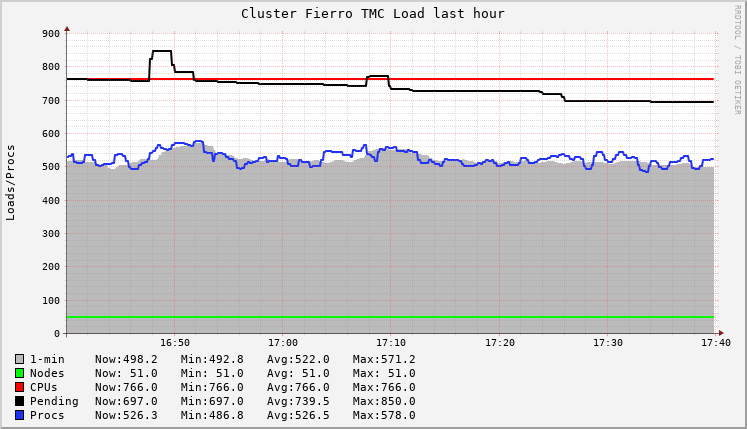 Cluster Fierro TMC Load last hour
RRDTOOL / TOBI OETIKER
Loads/Procs
900
800
700
600
500
400
300
200
100
0
16:50 17:00 17:10 17:20 17:30 17:40
1-min Now:498.2 Min:492.8 Avg:522.0 Max:571.2
Nodes Now: 51.0 Min: 51.0 Avg: 51.0 Max: 51.0
CPUs Now:766.0 Min:766.0 Avg:766.0 Max:766.0
Pending Now:697.0 Min:697.0 Avg:739.5 Max:850.0
Procs Now:526.3 Min:486.8 Avg:526.5 Max:578.0